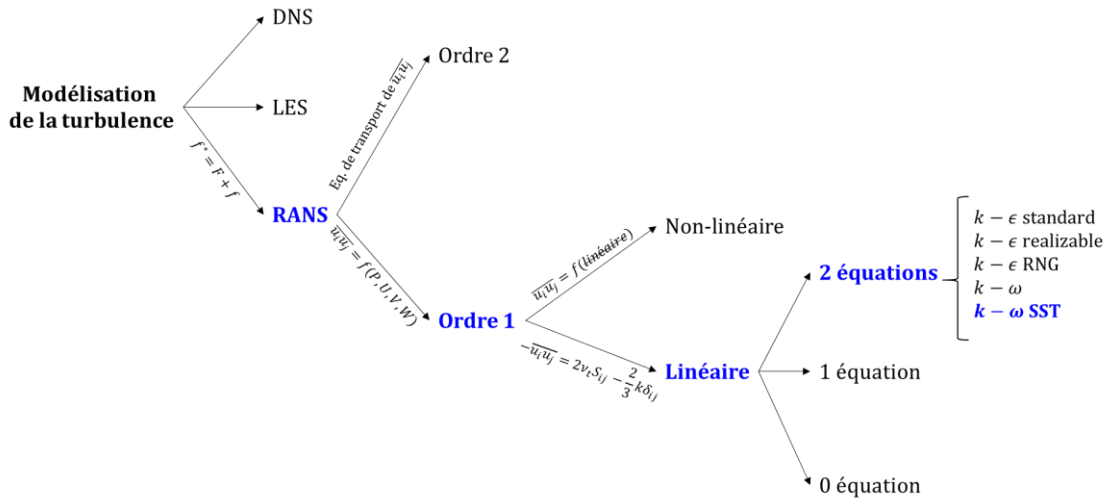 DNS
Ordre 2
Modélisation
de la turbulence
LES
Eq. de transport de $\overline{u_i u_j}$
$f^* = F + f$
RANS
Non-linéaire
$\overline{u_i u_j} = f(P, U, V, W)$
$\overline{u_i u_j} = f(linéaire)$
Ordre 1
$-\overline{u_i u_j} = 2\nu_t S_{ij} - \frac{2}{3} k\delta_{ij}$
Linéaire
2 équations
k − ϵ standard
k − ϵ realizable
k − ϵ RNG
k − ω
k − ω SST
1 équation
0 équation